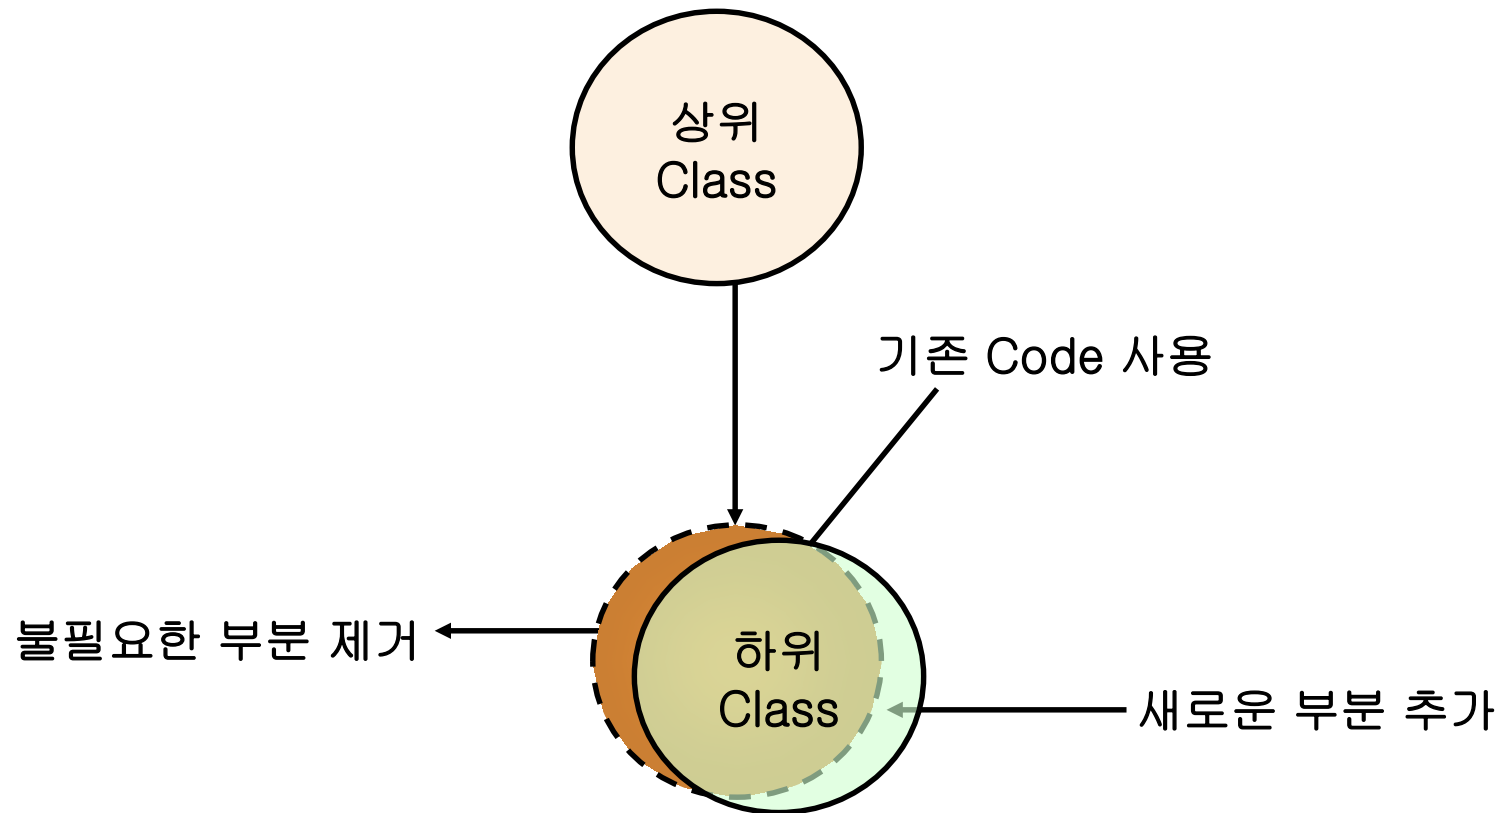 상위
Class
기존 Code 사용
불필요한 부분 제거
하위
Class
새로운 부분 추가